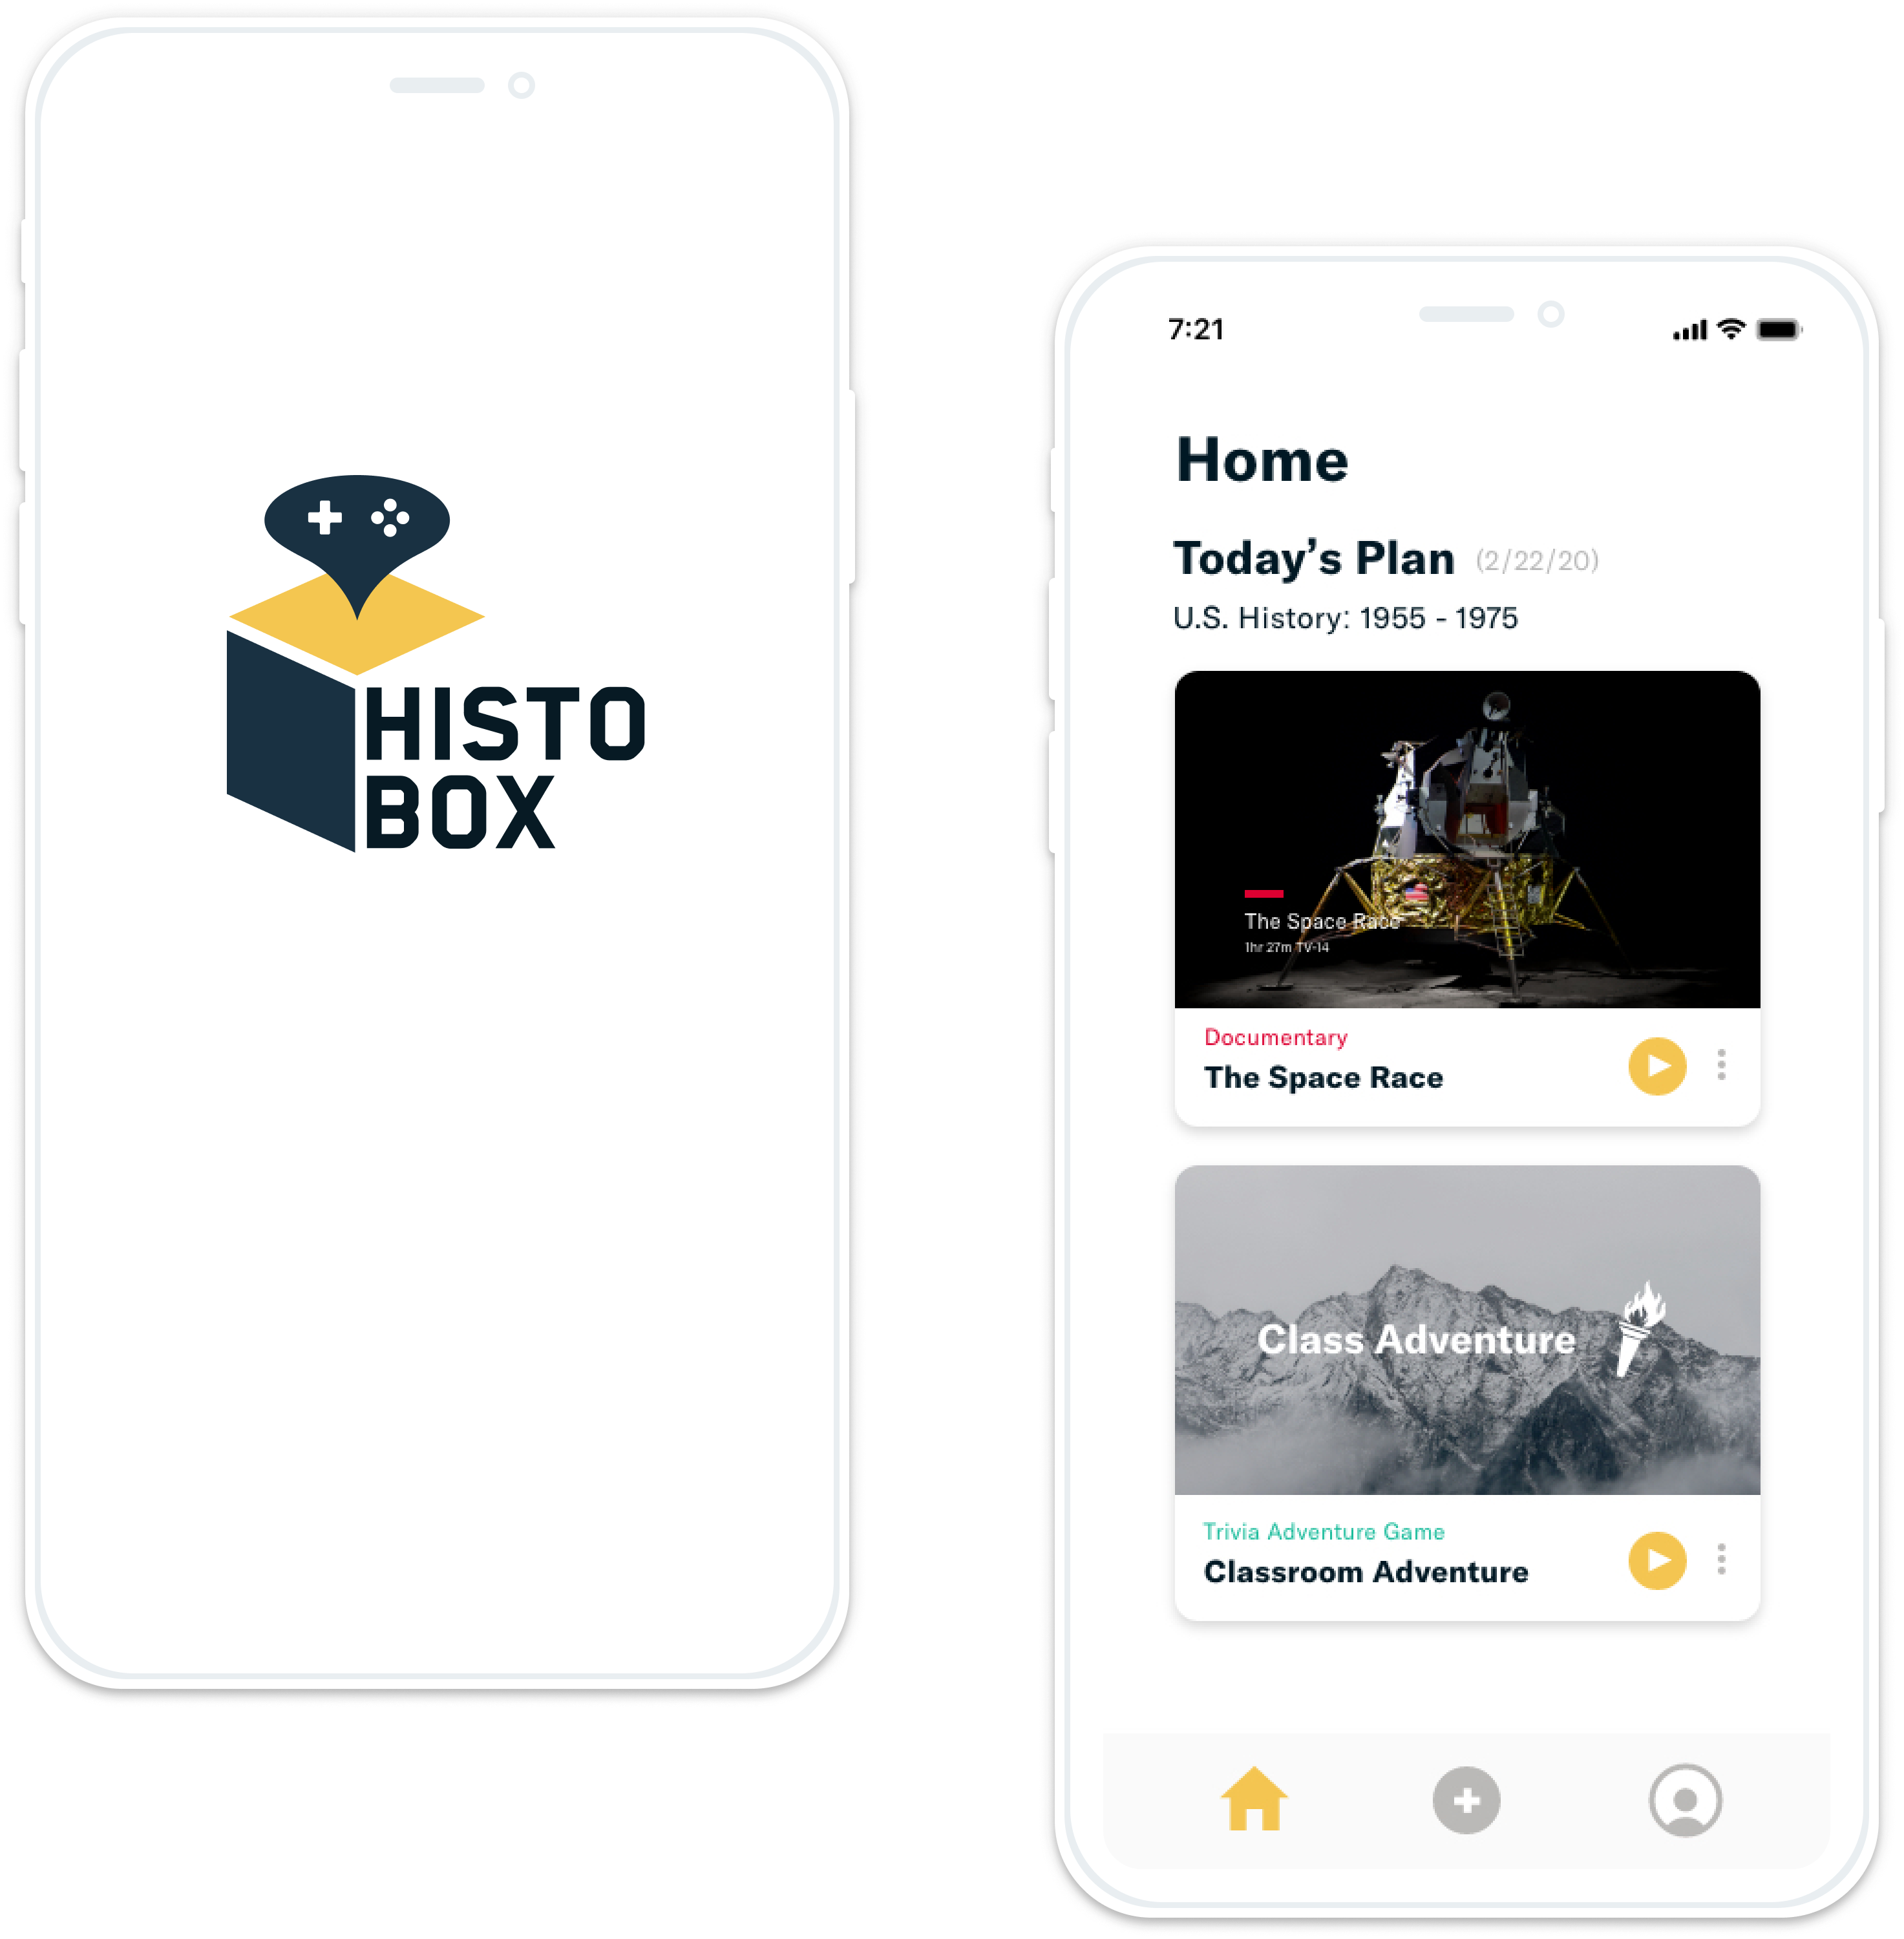 HISTO
BOX
7:21
Home
Today’s Plan (2/22/20)
U.S. History: 1955 - 1975
The Space Race
1hr 27m TV-14
Documentary
The Space Race
Class Adventure
Trivia Adventure Game
Classroom Adventure